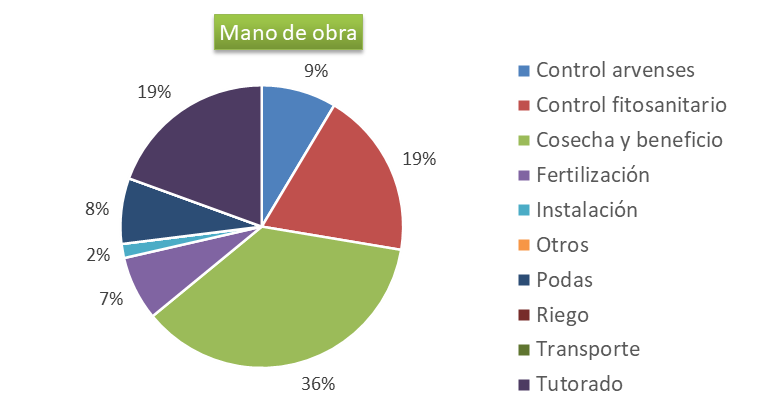 Mano de obra
9%
19%
19%
8%
2%
7%
36%
Control arvenses
Control fitosanitario
Cosecha y beneficio
Fertilización
Instalación
Otros
Podas
Riego
Transporte
Tutorado